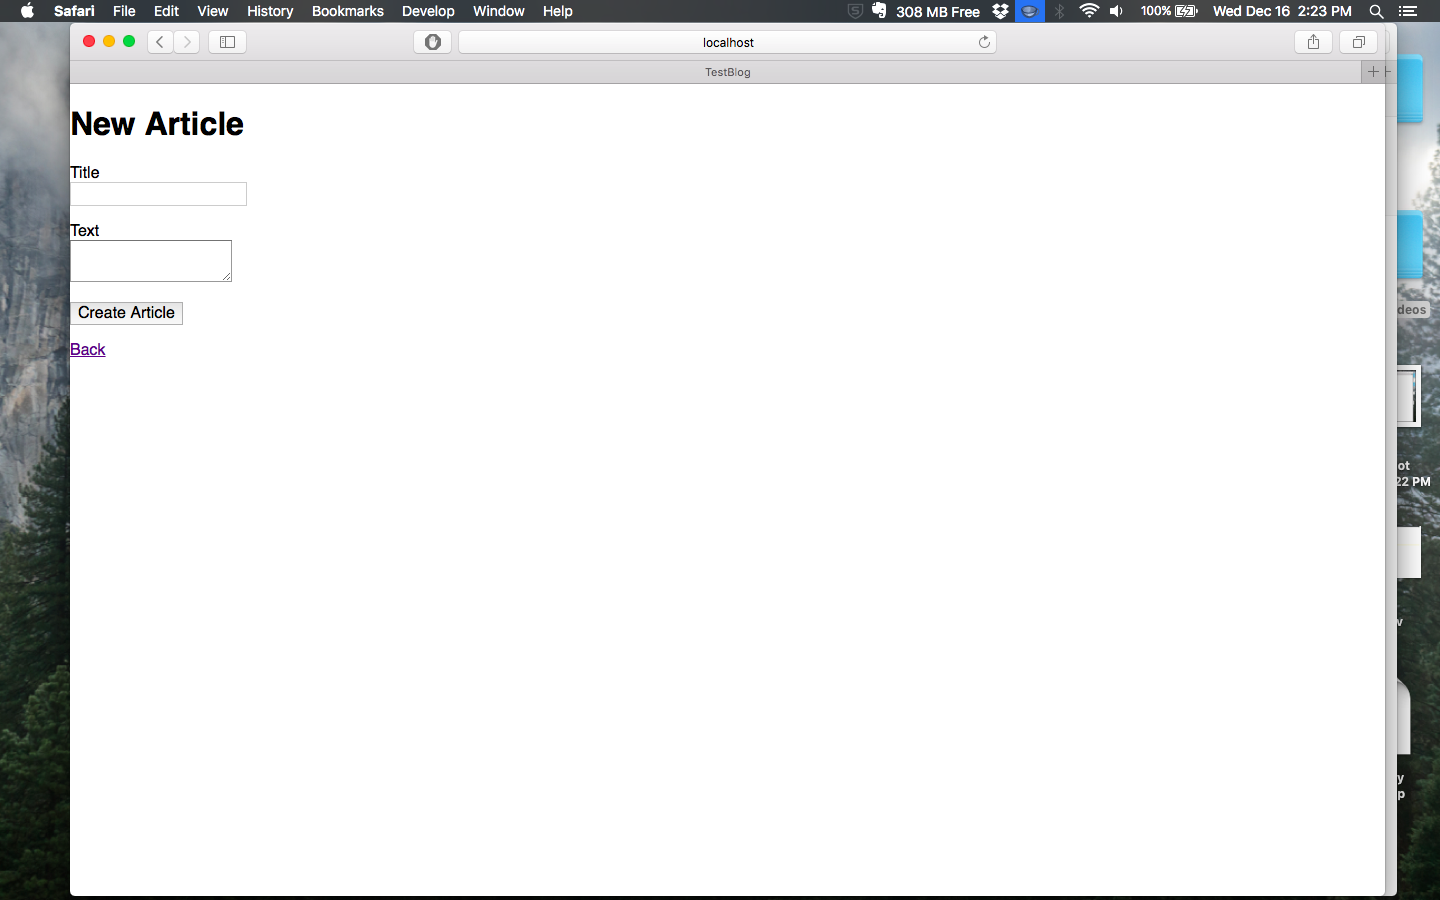 Safari File Edit View History Bookmarks Develop Window Help 308 MB Free 100% Wed Dec 16 2:23 PM
localhost
TestBlog
New Article
Title
Text
Create Article
Back
deos
ot
22 PM
v
y
p